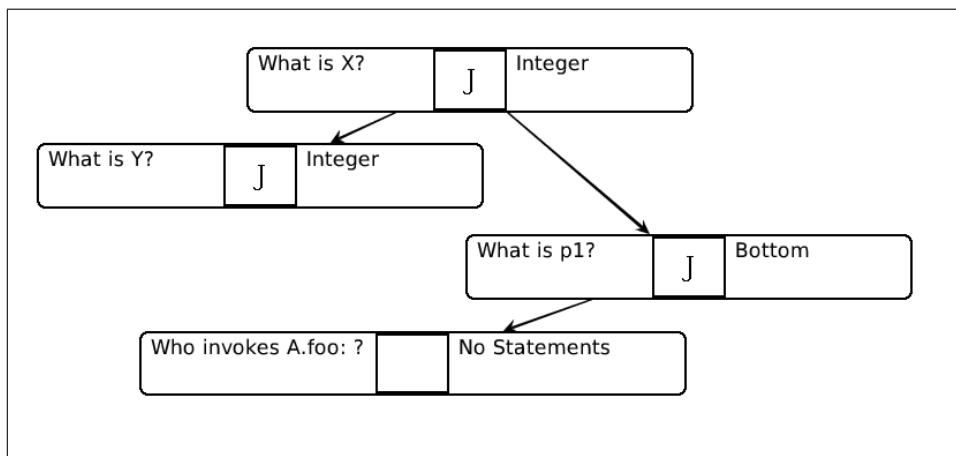 What is X? J Integer
What is Y? J Integer
What is p1? J Bottom
Who invokes A.foo: ? No Statements